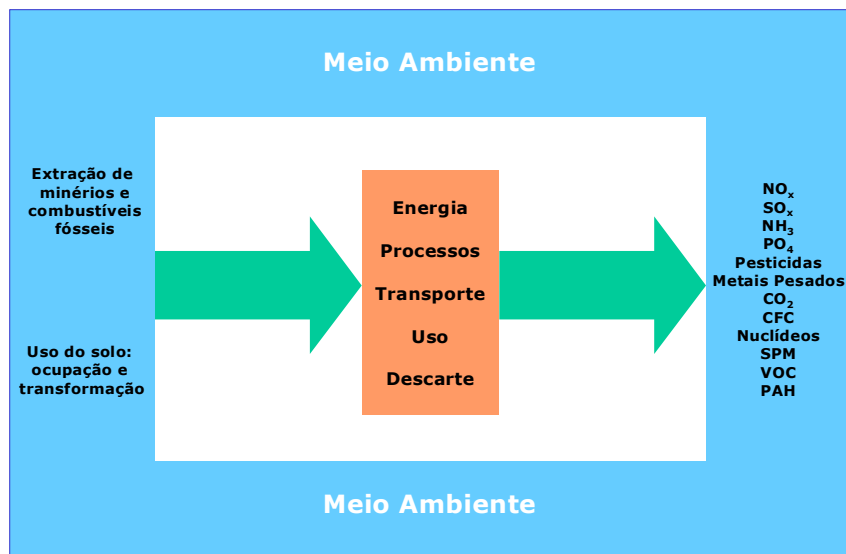 Meio Ambiente
Extração de
minérios e
combustíveis
fósseis
Uso do solo:
ocupação e
transformação
Energia
Processos
Transporte
Uso
Descarte
NOₓ
SOₓ
NH₃
PO₄
Pesticidas
Metais Pesados
CO₂
CFC
Nuclídeos
SPM
VOC
PAH
Meio Ambiente